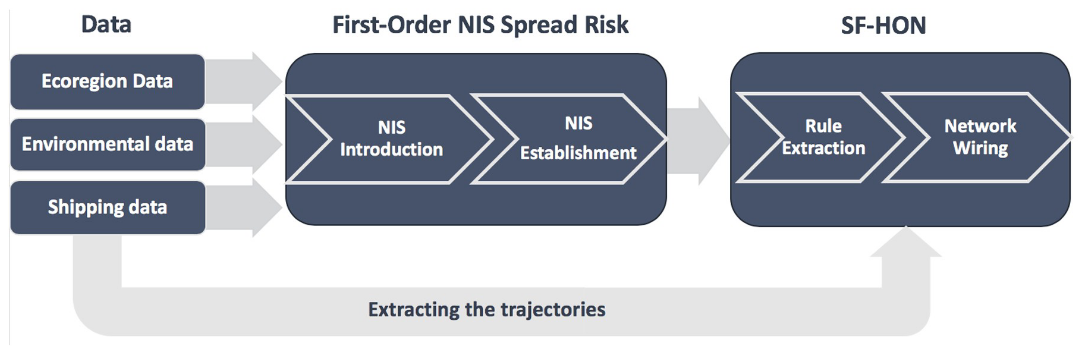 Data
First-Order NIS Spread Risk
SF-HON
Ecoregion Data
Environmental data
Shipping data
NIS
Introduction
NIS
Establishment
Rule
Extraction
Network
Wiring
Extracting the trajectories